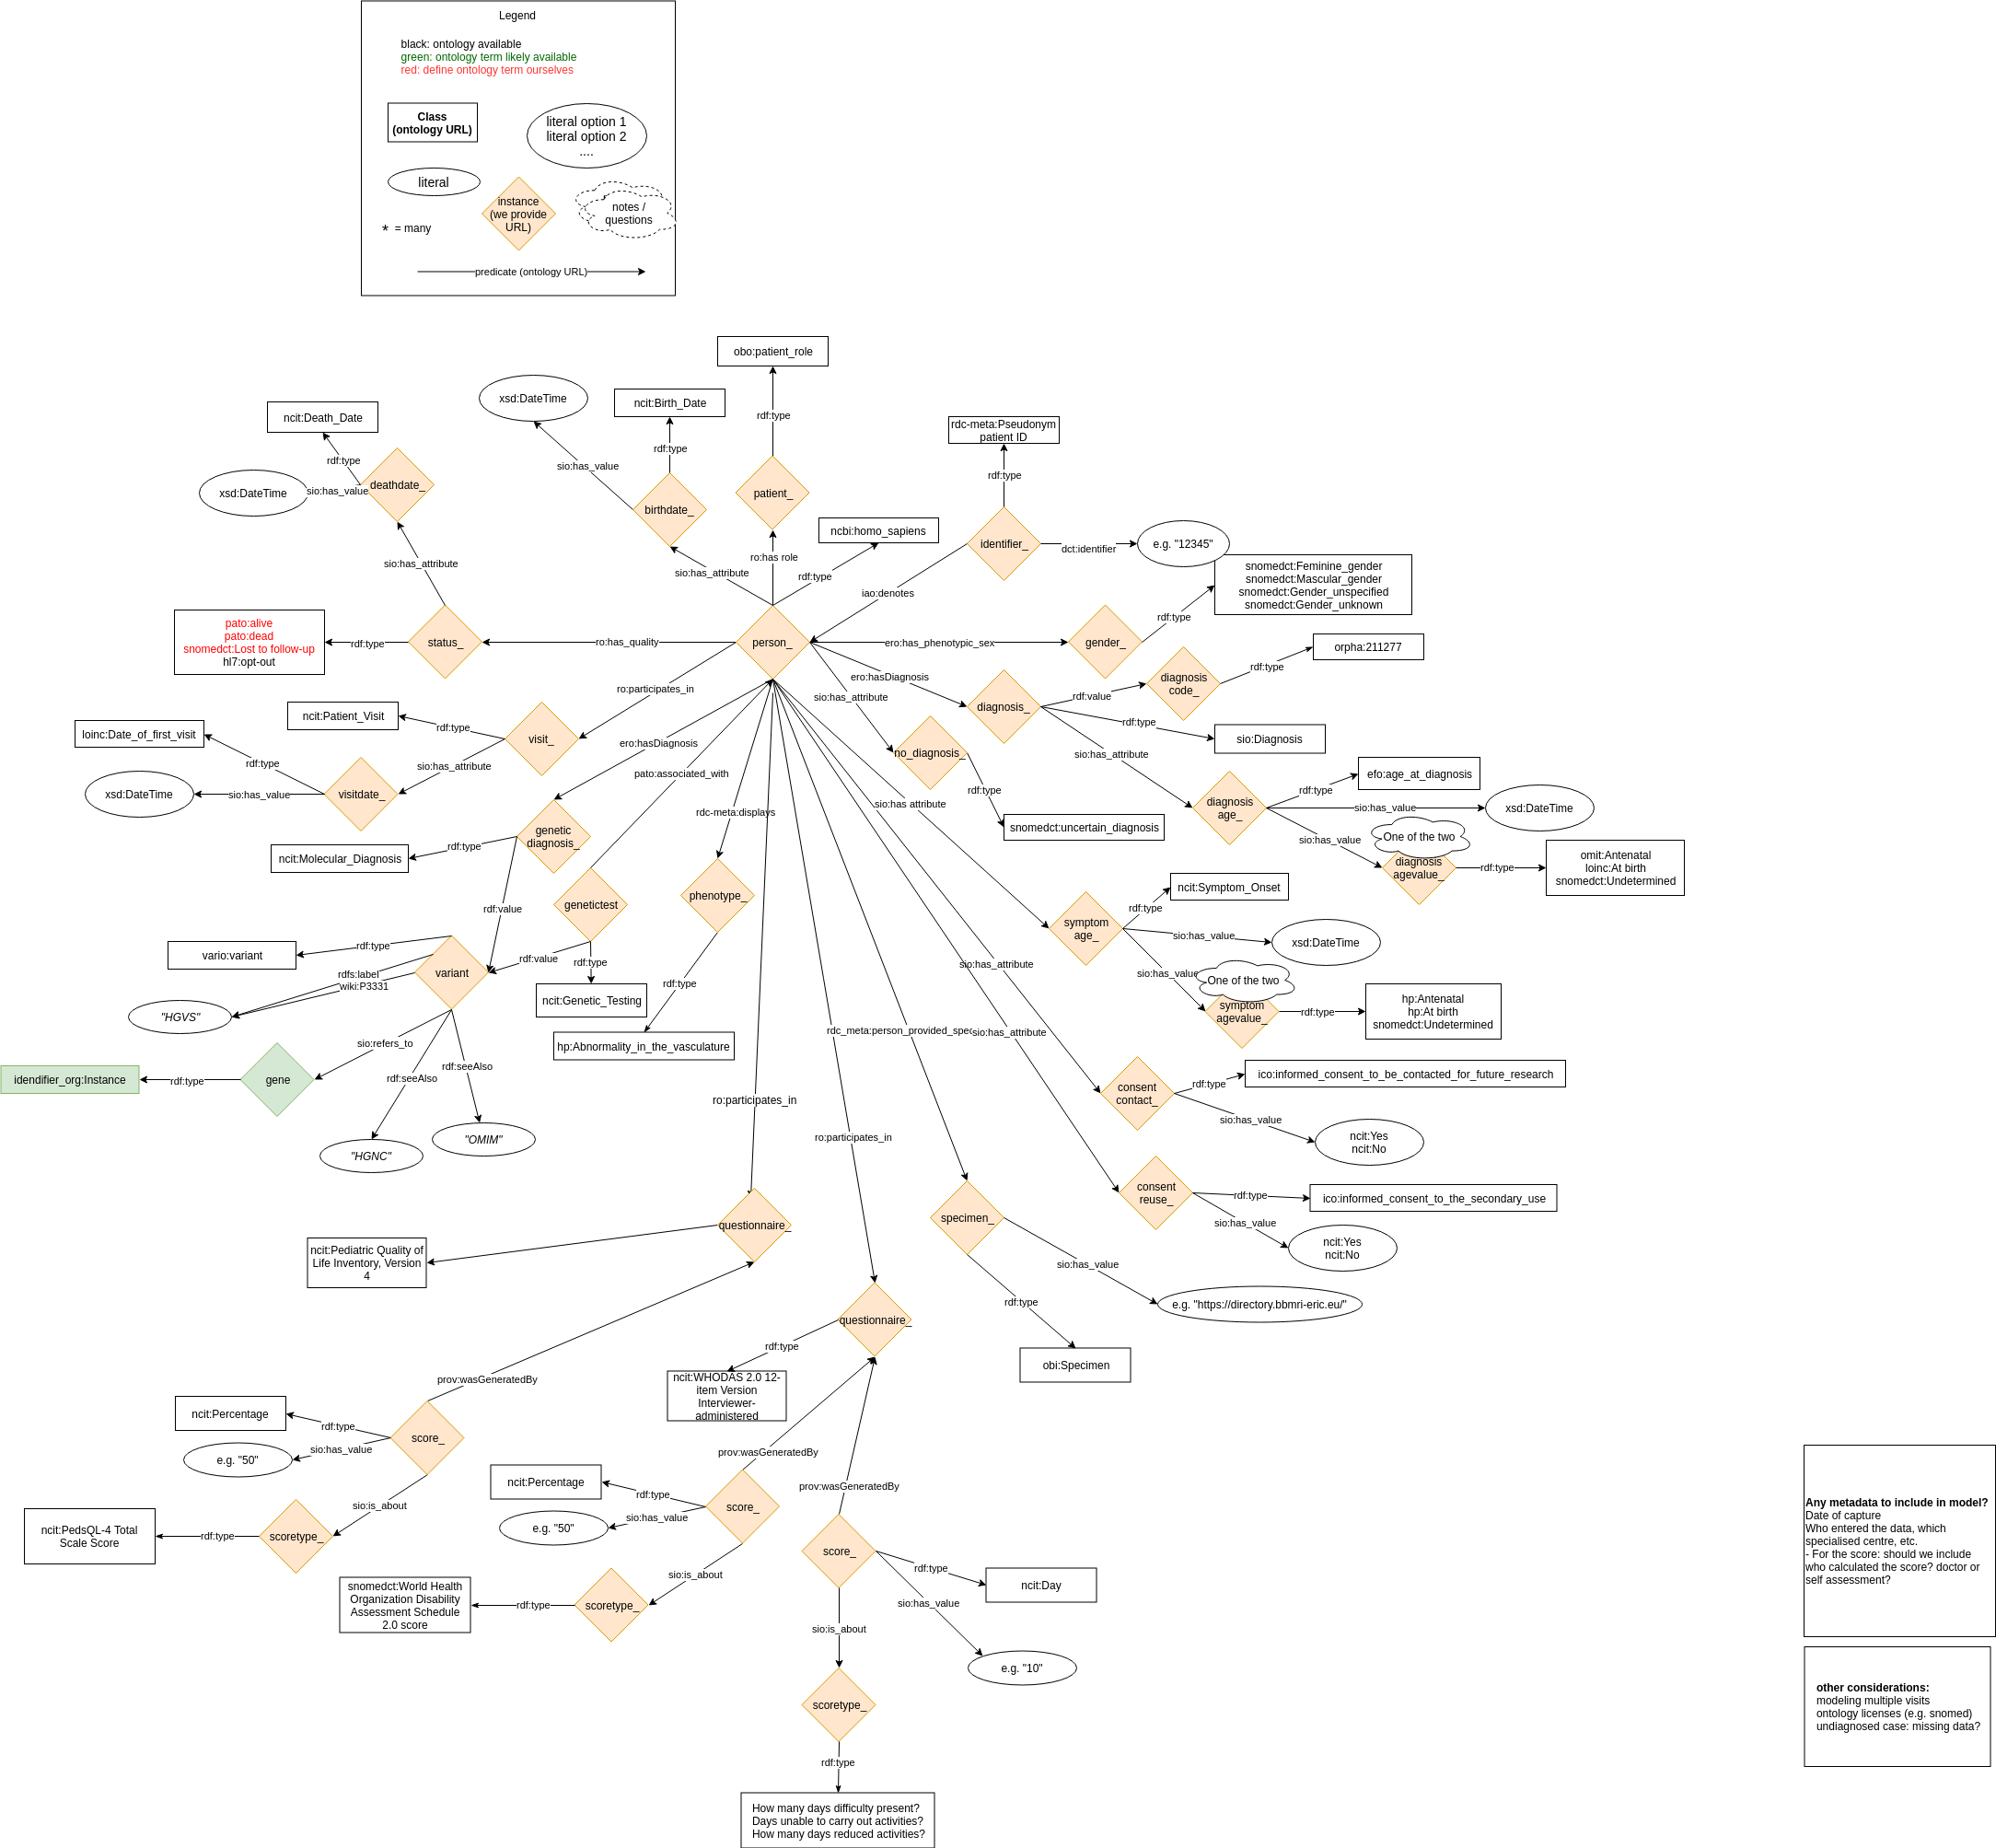 Legend
black: ontology available
green: ontology term likely available
red: define ontology term ourselves
Class
(ontology URL)
literal option 1
literal option 2
....
literal
instance
(we provide
URL)
notes /
questions
* = many
predicate (ontology URL)
obo:patient_role
rdf:type
patient_
ro:has role
xsd:DateTime
ncit:Birth_Date
rdf:type
sio:has_value
birthdate_
sio:has_attribute
ncit:Death_Date
rdf:type
xsd:DateTime
sio:has_value
deathdate_
sio:has_attribute
ncbi:homo_sapiens
rdf:type
rdc-meta:Pseudonym
patient ID
rdf:type
identifier_
dct:identifier
e.g. "12345"
iao:denotes
snomedct:Feminine_gender
snomedct:Mascular_gender
snomedct:Gender_unspecified
snomedct:Gender_unknown
rdf:type
pato:alive
pato:dead
snomedct:Lost to follow-up
hl7:opt-out
rdf:type
status_
ro:has_quality
person_
ero:has_phenotypic_sex
gender_
orpha:211277
rdf:type
diagnosis
code_
rdf:value
ero:hasDiagnosis
diagnosis_
rdf:type
sio:Diagnosis
sio:has_attribute
no_diagnosis_
rdf:type
snomedct:uncertain_diagnosis
sio:has_attribute
diagnosis
age_
rdf:type
efo:age_at_diagnosis
sio:has_value
xsd:DateTime
sio:has_value
One of the two
diagnosis
agevalue_
rdf:type
omit:Antenatal
loinc:At birth
snomedct:Undetermined
ro:participates_in
ncit:Patient_Visit
rdf:type
visit_
loinc:Date_of_first_visit
rdf:type
sio:has_attribute
xsd:DateTime
sio:has_value
visitdate_
ero:hasDiagnosis
pato:associated_with
rdc-meta:displays
genetic
diagnosis_
rdf:type
ncit:Molecular_Diagnosis
rdf:value
genetictest
rdf:value
rdf:type
ncit:Genetic_Testing
phenotype_
rdf:type
hp:Abnormality_in_the_vasculature
vario:variant
rdf:type
variant
rdfs:label
wiki:P3331
"HGVS"
sio:refers_to
rdf:seeAlso
rdf:seeAlso
idendifier_org:Instance
rdf:type
gene
"HGNC"
"OMIM"
sio:has attribute
symptom
age_
rdf:type
ncit:Symptom_Onset
sio:has_value
xsd:DateTime
sio:has_value
One of the two
symptom
agevalue_
rdf:type
hp:Antenatal
hp:At birth
snomedct:Undetermined
sio:has_attribute
rdc_meta:person_provided_spec
sio:has_attribute
consent
contact_
rdf:type
ico:informed_consent_to_be_contacted_for_future_research
sio:has_value
ncit:Yes
ncit:No
consent
reuse_
rdf:type
ico:informed_consent_to_the_secondary_use
sio:has_value
ncit:Yes
ncit:No
specimen_
sio:has_value
e.g. "https://directory.bbmri-eric.eu/"
rdf:type
obi:Specimen
ro:participates_in
ro:participates_in
questionnaire_
ncit:Pediatric Quality of
Life Inventory, Version
4
prov:wasGeneratedBy
ncit:Percentage
rdf:type
score_
e.g. "50"
sio:has_value
sio:is_about
ncit:PedsQL-4 Total
Scale Score
rdf:type
scoretype_
questionnaire_
rdf:type
ncit:WHODAS 2.0 12-
item Version
Interviewer-
administered
prov:wasGeneratedBy
prov:wasGeneratedBy
ncit:Percentage
rdf:type
score_
e.g. "50"
sio:has_value
sio:is_about
snomedct:World Health
Organization Disability
Assessment Schedule
2.0 score
rdf:type
scoretype_
score_
rdf:type
ncit:Day
sio:has_value
e.g. "10"
sio:is_about
scoretype_
rdf:type
How many days difficulty present?
Days unable to carry out activities?
How many days reduced activities?
Any metadata to include in model?
Date of capture
Who entered the data, which
specialised centre, etc.
- For the score: should we include
who calculated the score? doctor or
self assessment?
other considerations:
modeling multiple visits
ontology licenses (e.g. snomed)
undiagnosed case: missing data?